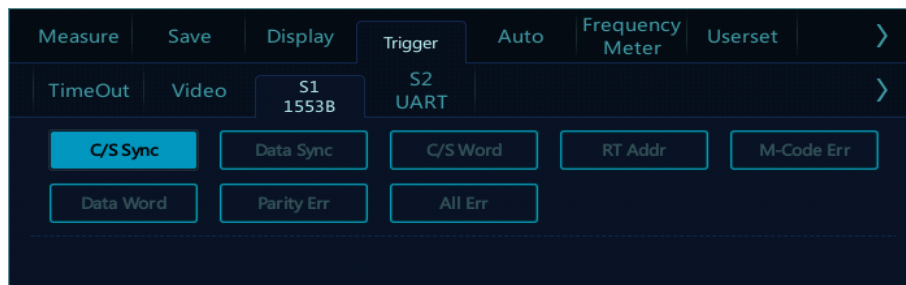 Measure Save Display Trigger Auto Frequency Meter Userset
TimeOut Video S1 1553B S2 UART
C/S Sync Data Sync C/S Word RT Addr M-Code Err
Data Word Parity Err All Err